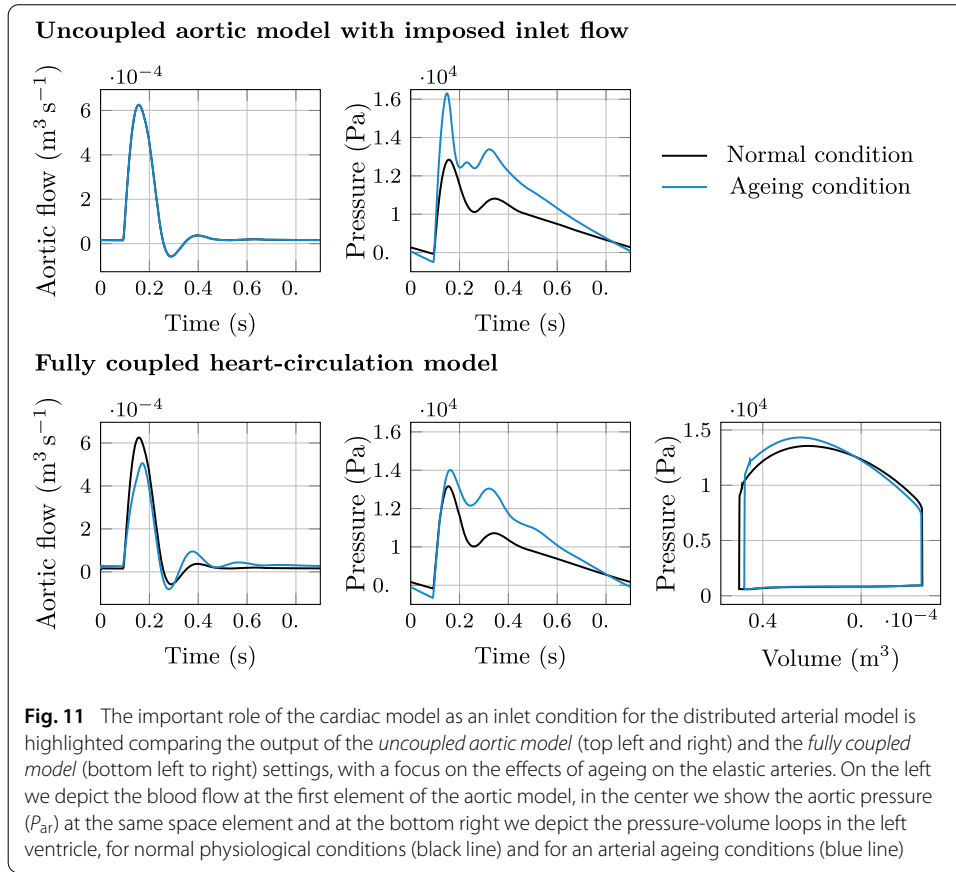 Uncoupled aortic model with imposed inlet flow
·10⁻⁴
Aortic flow (m³ s⁻¹)
6
4
2
0
0 0.2 0.4 0.6 0.
Time (s)
·10⁴
Pressure (Pa)
1.6
1.4
1.2
1
0.
0 0.2 0.4 0.6 0.
Time (s)
Normal condition
Ageing condition
Fully coupled heart-circulation model
·10⁻⁴
Aortic flow (m³ s⁻¹)
6
4
2
0
0 0.2 0.4 0.6 0.
Time (s)
·10⁴
Pressure (Pa)
1.6
1.4
1.2
1
0.
0 0.2 0.4 0.6 0.
Time (s)
·10⁴
Pressure (Pa)
1.5
1
0.5
0
0.4 0. ·10⁻⁴
Volume (m³)
Fig. 11 The important role of the cardiac model as an inlet condition for the distributed arterial model is
highlighted comparing the output of the uncoupled aortic model (top left and right) and the fully coupled
model (bottom left to right) settings, with a focus on the effects of ageing on the elastic arteries. On the left
we depict the blood flow at the first element of the aortic model, in the center we show the aortic pressure
(Par) at the same space element and at the bottom right we depict the pressure-volume loops in the left
ventricle, for normal physiological conditions (black line) and for an arterial ageing conditions (blue line)